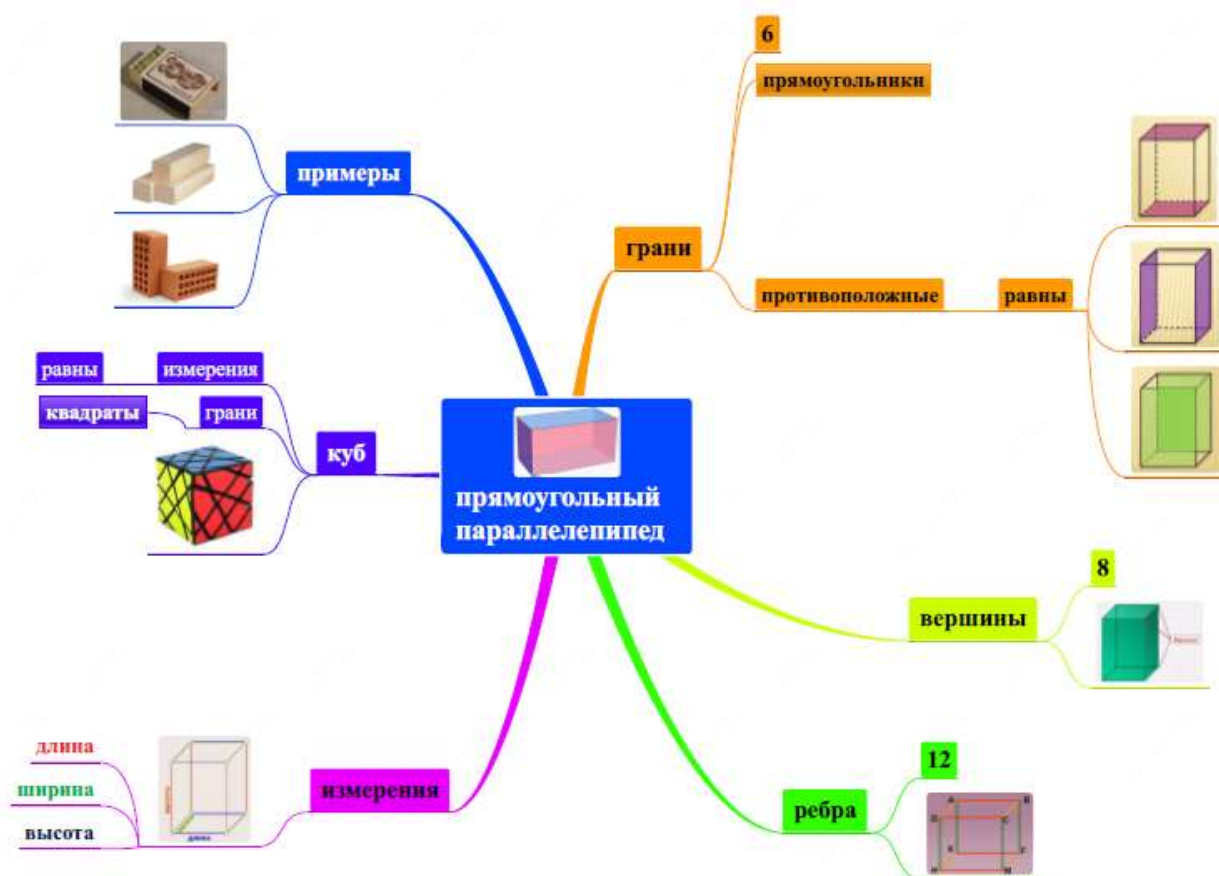 6
прямоугольники
примеры
грани
противоположные
равны
равны
измерения
квадраты
грани
куб
прямоугольный
параллелепипед
8
вершины
длина
ширина
высота
измерения
длина
12
ребра
A
B
D
C
K
F
H
M